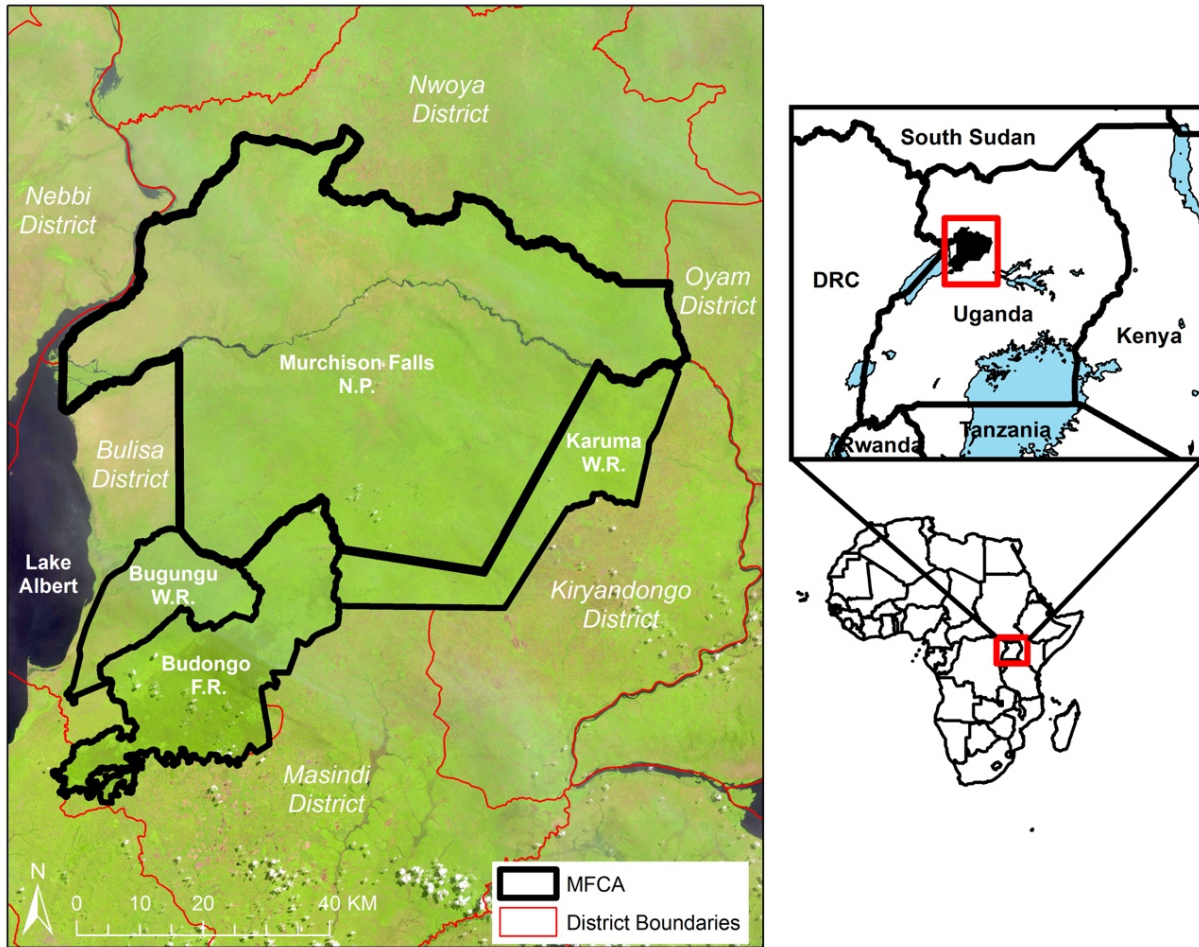 Nwoya
District
Nebbi
District
Oyam
District
Murchison Falls
N.P.
Karuma
W.R.
Bulisa
District
Lake
Albert
Bugungu
W.R.
Kiryandongo
District
Budongo
F.R.
Masindi
District
N
0 20 40 KM
MFCA
District Boundaries
South Sudan
DRC
Uganda
Kenya
Rwanda
Tanzania